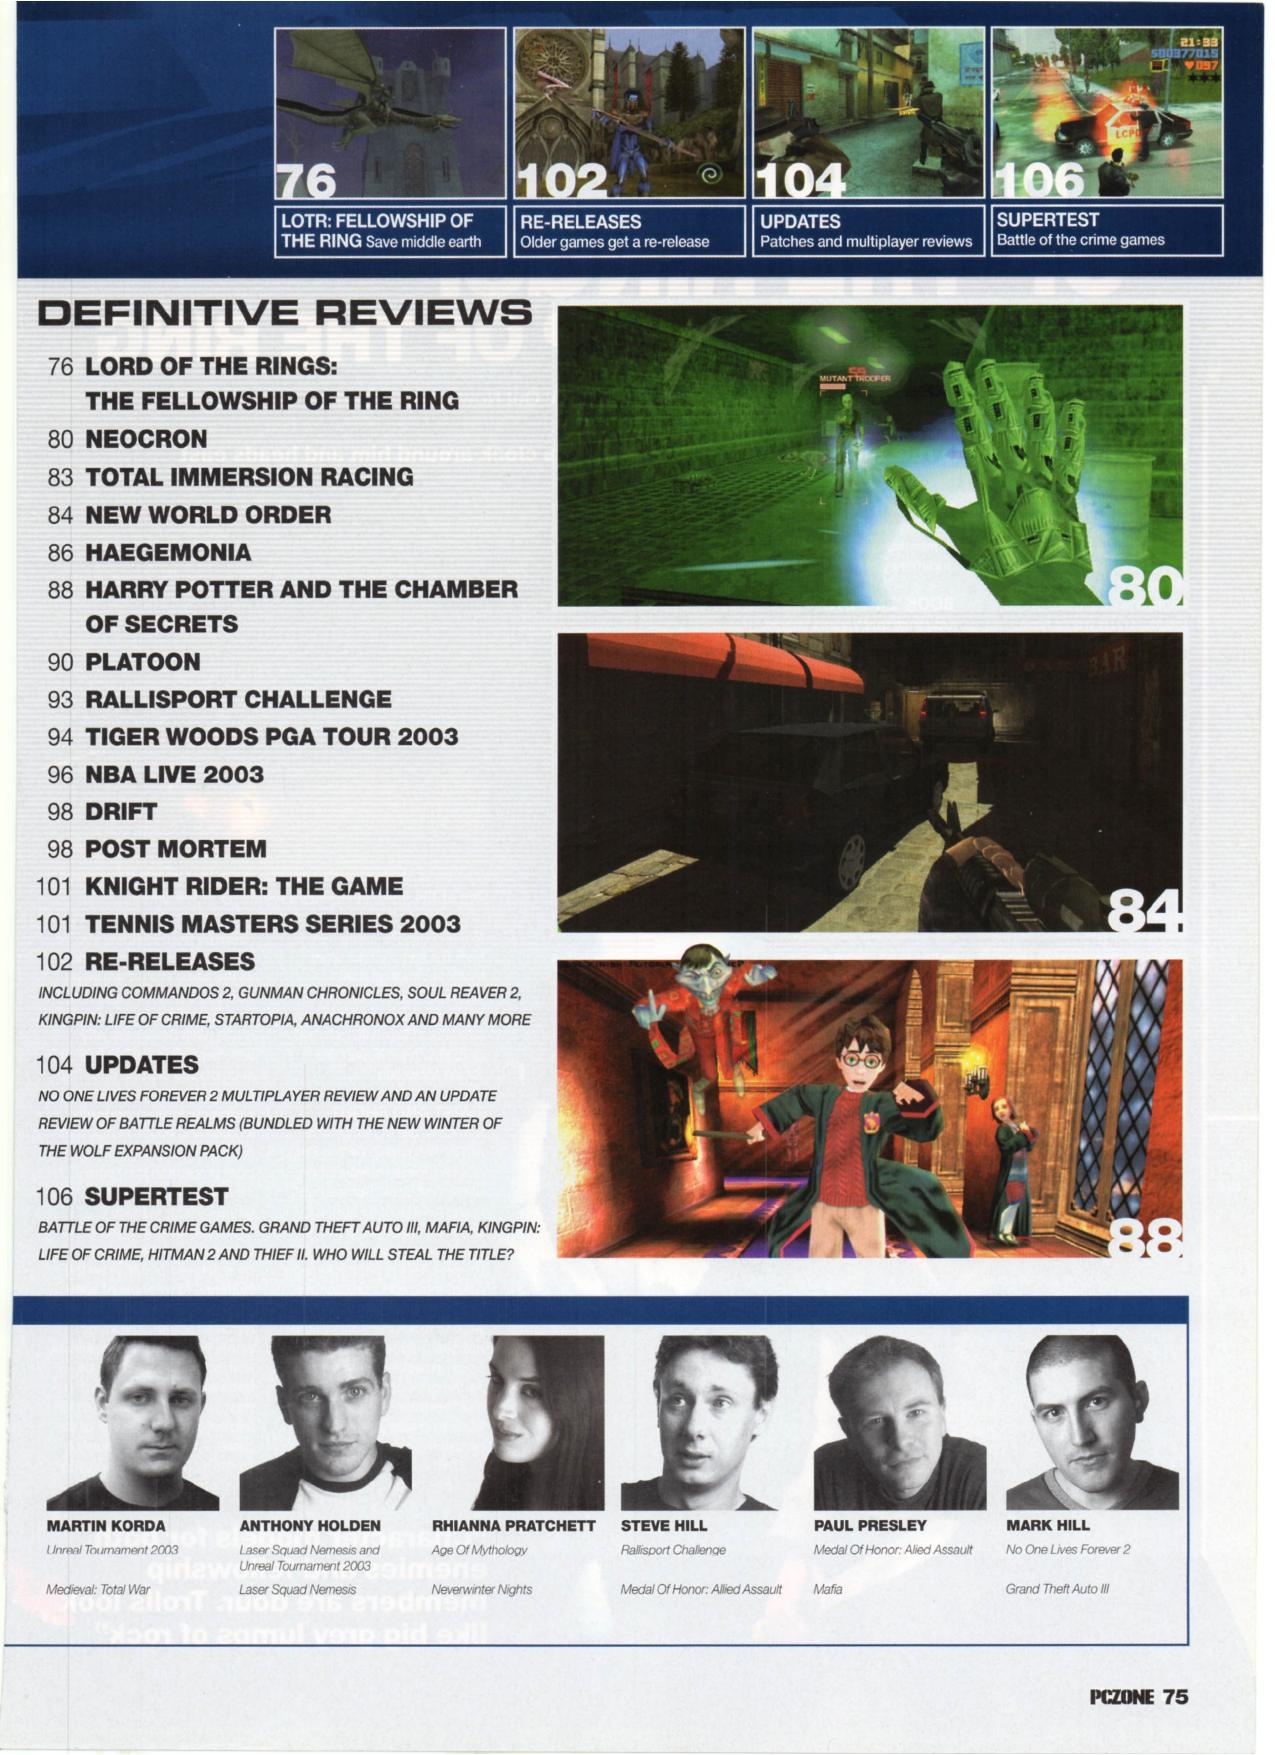 21:33
$00377015
♥097
LCPD
76
102
104
106
LOTR: FELLOWSHIP OF
THE RING Save middle earth
RE-RELEASES
Older games get a re-release
UPDATES
Patches and multiplayer reviews
SUPERTEST
Battle of the crime games
DEFINITIVE REVIEWS
76 LORD OF THE RINGS:
THE FELLOWSHIP OF THE RING
80 NEOCRON
83 TOTAL IMMERSION RACING
84 NEW WORLD ORDER
86 HAEGEMONIA
88 HARRY POTTER AND THE CHAMBER
OF SECRETS
90 PLATOON
93 RALLISPORT CHALLENGE
94 TIGER WOODS PGA TOUR 2003
96 NBA LIVE 2003
98 DRIFT
98 POST MORTEM
101 KNIGHT RIDER: THE GAME
101 TENNIS MASTERS SERIES 2003
102 RE-RELEASES
INCLUDING COMMANDOS 2, GUNMAN CHRONICLES, SOUL REAVER 2,
KINGPIN: LIFE OF CRIME, STARTOPIA, ANACHRONOX AND MANY MORE
104 UPDATES
NO ONE LIVES FOREVER 2 MULTIPLAYER REVIEW AND AN UPDATE
REVIEW OF BATTLE REALMS (BUNDLED WITH THE NEW WINTER OF
THE WOLF EXPANSION PACK)
106 SUPERTEST
BATTLE OF THE CRIME GAMES. GRAND THEFT AUTO III, MAFIA, KINGPIN:
LIFE OF CRIME, HITMAN 2 AND THIEF II. WHO WILL STEAL THE TITLE?
MUTANT TROOPER
80
BAR
84
88
MARTIN KORDA
Unreal Tournament 2003
Medieval: Total War
ANTHONY HOLDEN
Laser Squad Nemesis and
Unreal Tournament 2003
Laser Squad Nemesis
RHIANNA PRATCHETT
Age Of Mythology
Neverwinter Nights
STEVE HILL
Rallisport Challenge
Medal Of Honor: Allied Assault
PAUL PRESLEY
Medal Of Honor: Alied Assault
Mafia
MARK HILL
No One Lives Forever 2
Grand Theft Auto III
PCZONE 75